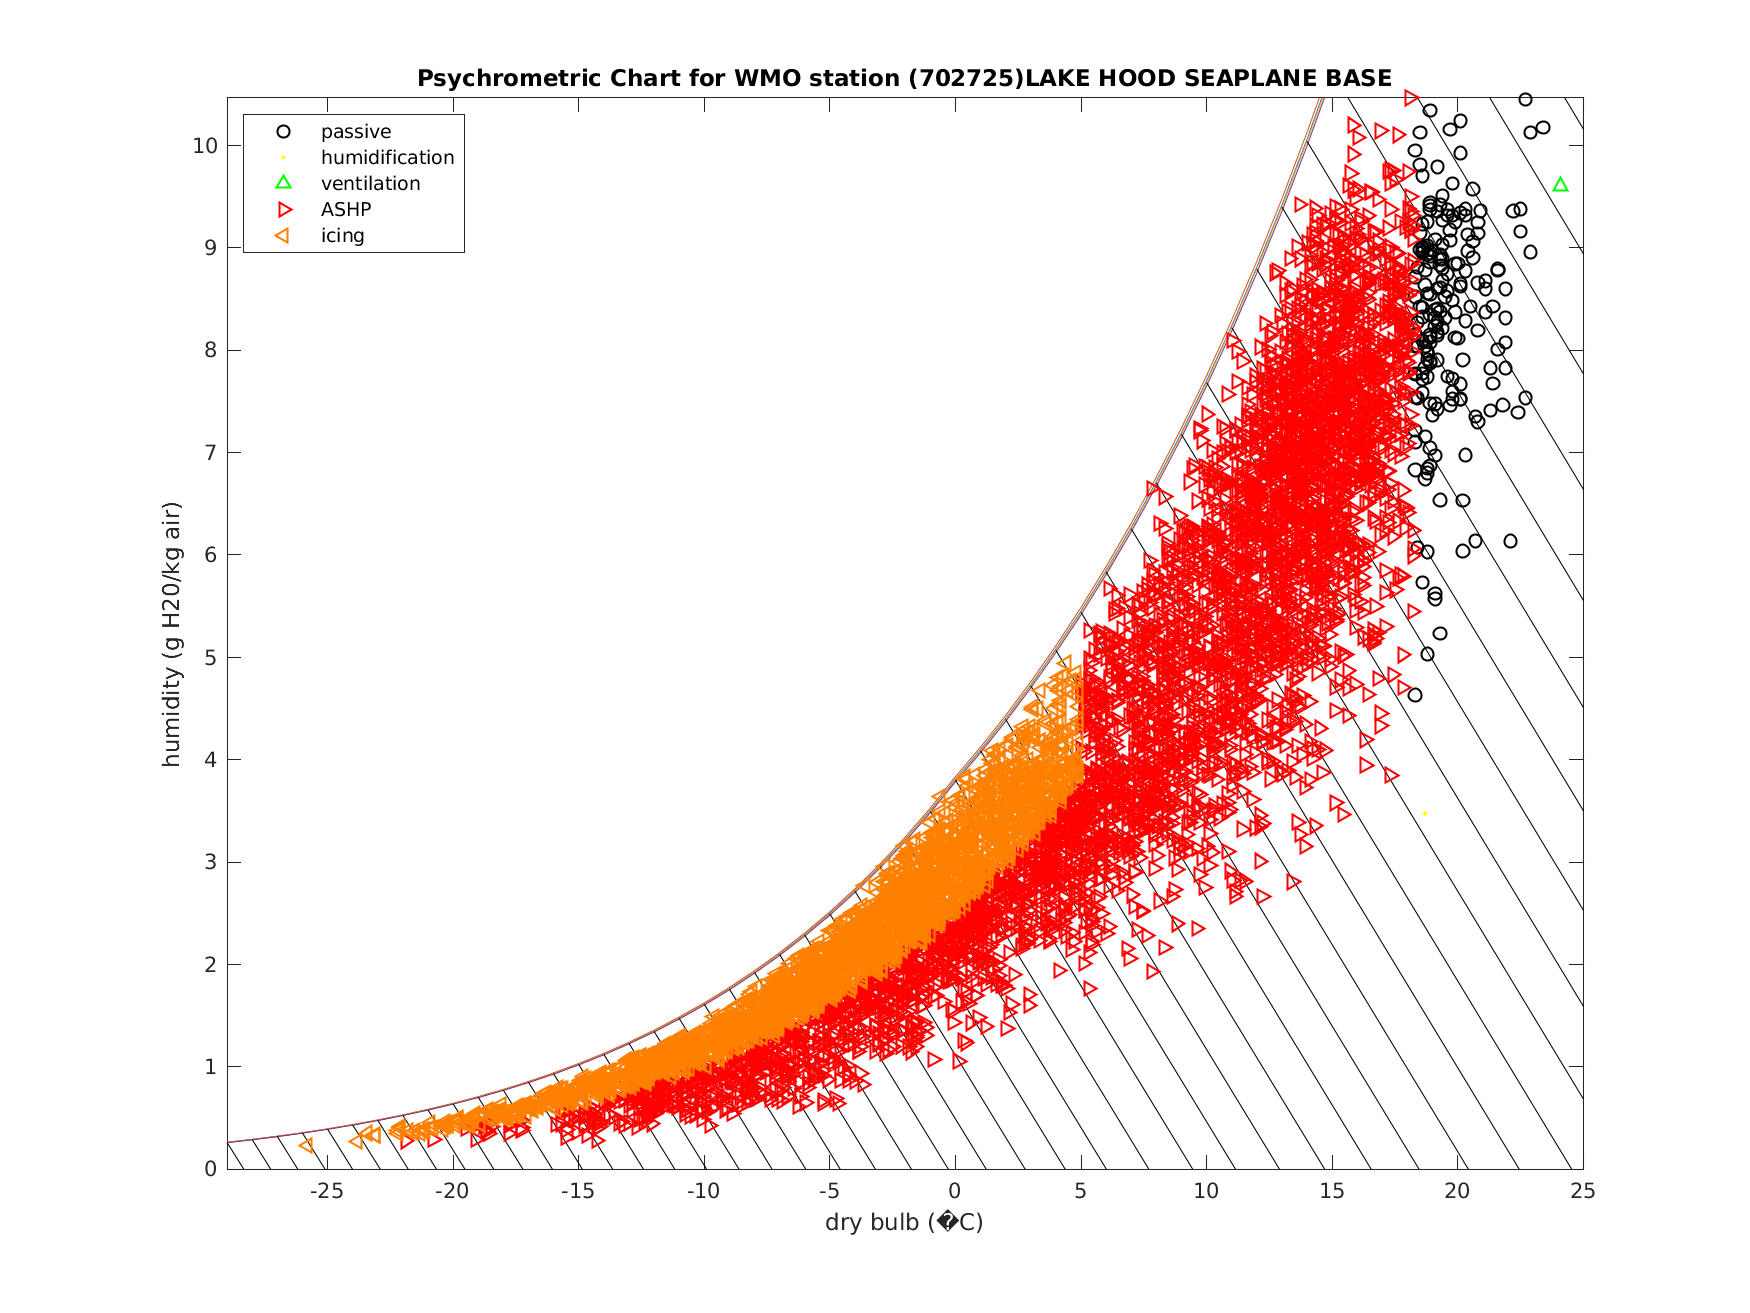 Psychrometric Chart for WMO station (702725)LAKE HOOD SEAPLANE BASE
passive
humidification
ventilation
ASHP
icing
10
9
8
7
6
5
4
3
2
1
0
humidity (g H20/kg air)
-25 -20 -15 -10 -5 0 5 10 15 20 25
dry bulb (�C)